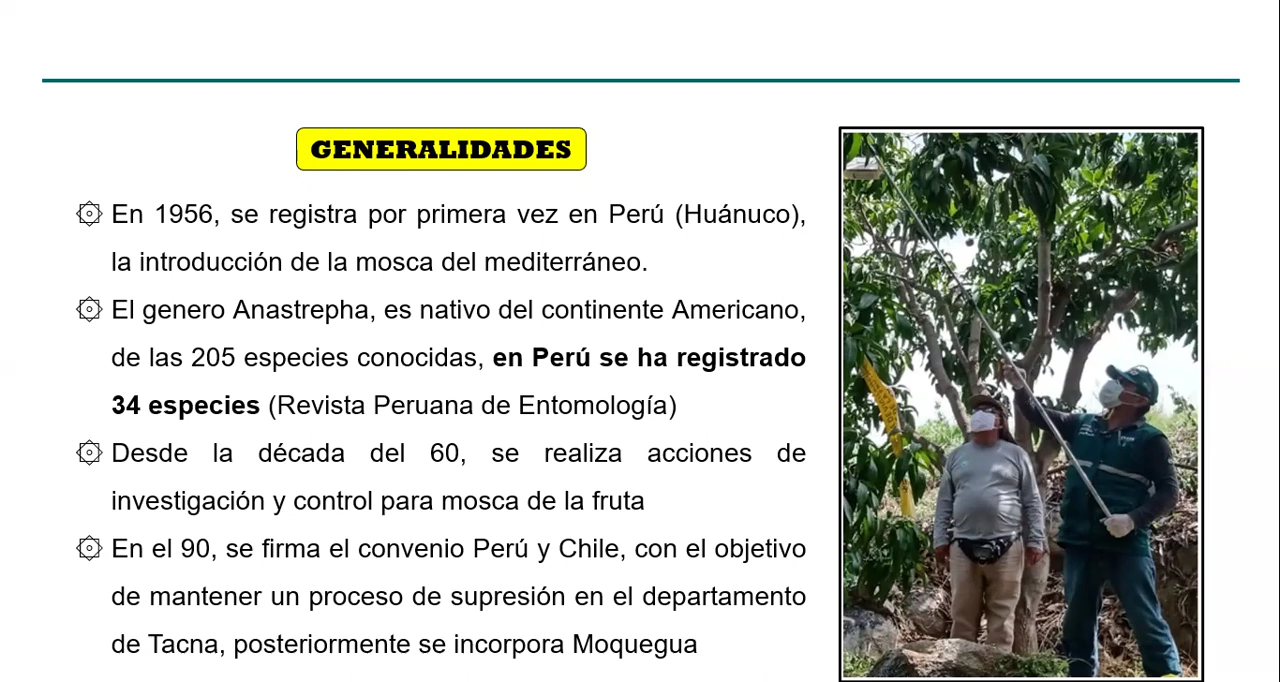 GENERALIDADES
En 1956, se registra por primera vez en Perú (Huánuco),
la introducción de la mosca del mediterráneo.
El genero Anastrepha, es nativo del continente Americano,
de las 205 especies conocidas, en Perú se ha registrado
34 especies (Revista Peruana de Entomología)
Desde la década del 60, se realiza acciones de
investigación y control para mosca de la fruta
En el 90, se firma el convenio Perú y Chile, con el objetivo
de mantener un proceso de supresión en el departamento
de Tacna, posteriormente se incorpora Moquegua